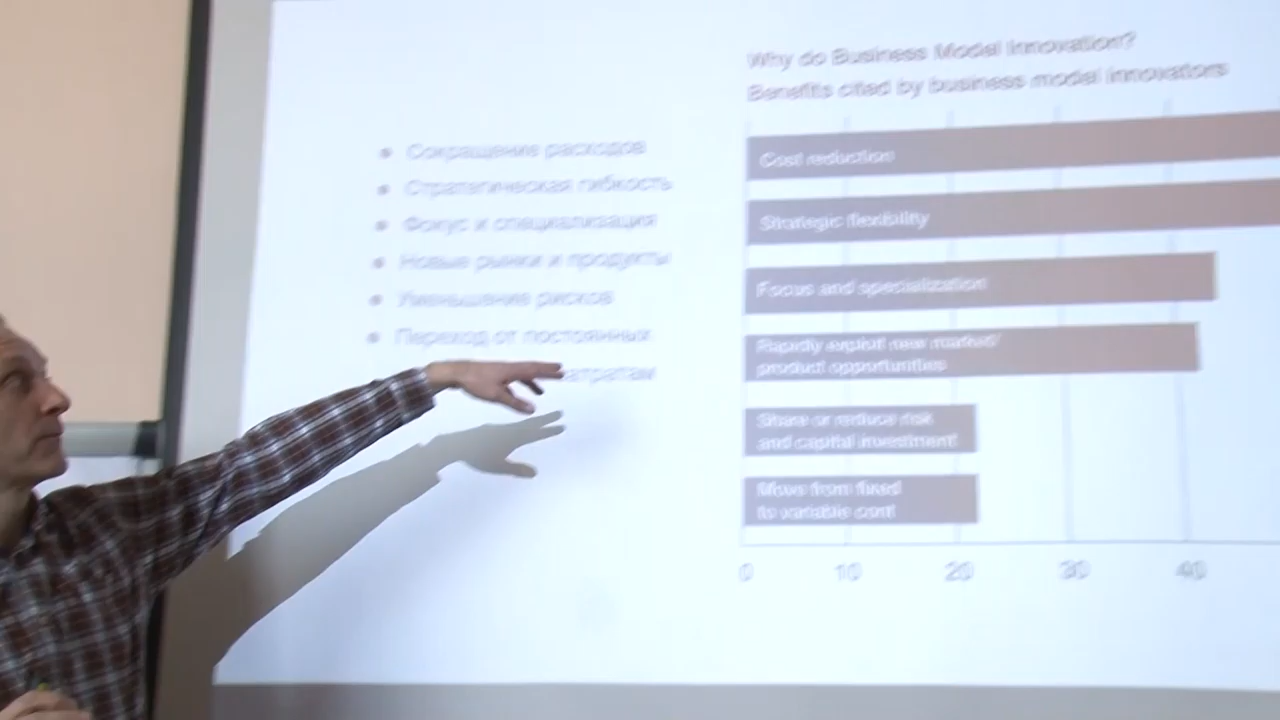 Why do Business Model Innovation?
Benefits cited by business model innovators
Сокращение расходов
Стратегическая гибкость
Фокус и специализация
Новые рынки и продукты
Уменьшение рисков
Переход от постоянных
Cost reduction
Strategic flexibility
Focus and specialization
Rapidly exploit new market/
product opportunities
Share or reduce risk
and capital investment
Move from fixed
to variable cost
0 10 20 30 40